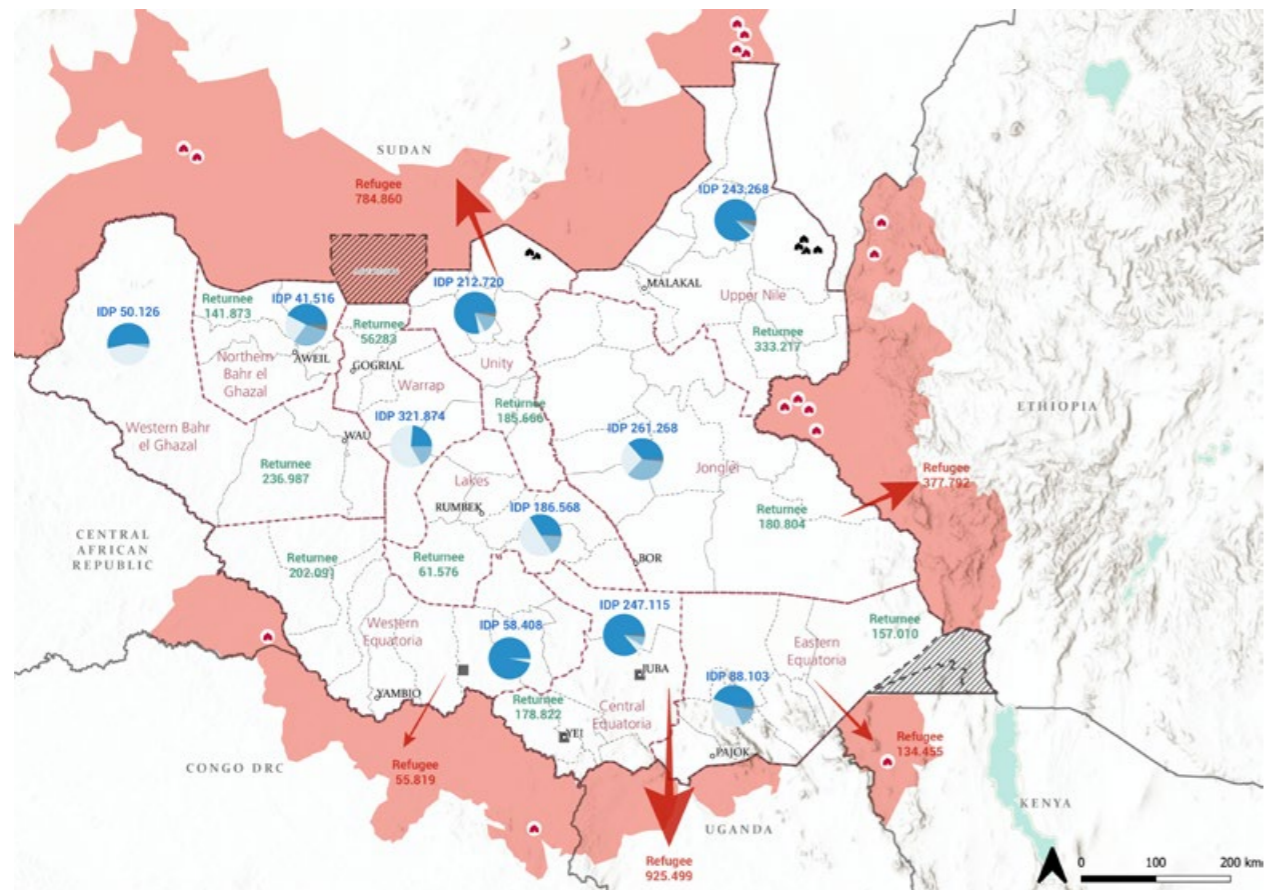 SUDAN
Refugee
784.860
IDP 243.268
IDP 50.126
Returnee
141.873
IDP 41.516
IDP 212.720
MALAKAL
Upper Nile
Returnee
56283
Returnee
333.217
Northern
Bahr el
Ghazal
AWEIL
GOGRIAL
Warrap
Unity
Returnee
185.666
ETHIOPIA
Western Bahr
el Ghazal
WAU
IDP 321.874
IDP 261.268
Jonglei
Returnee
236.987
Lakes
RUMBEK
IDP 186.568
Refugee
377.792
Returnee
180.804
CENTRAL
AFRICAN
REPUBLIC
Returnee
202.091
Returnee
61.576
BOR
IDP 247.115
Western
Equatoria
IDP 58.408
Returnee
157.010
Eastern
Equatoria
JUBA
IDP 88.103
YAMBIO
Returnee
178.822
Central
Equatoria
YEI
PAJOK
Refugee
134.455
CONGO DRC
Refugee
55.819
UGANDA
KENYA
Refugee
925.499
0 100 200 km